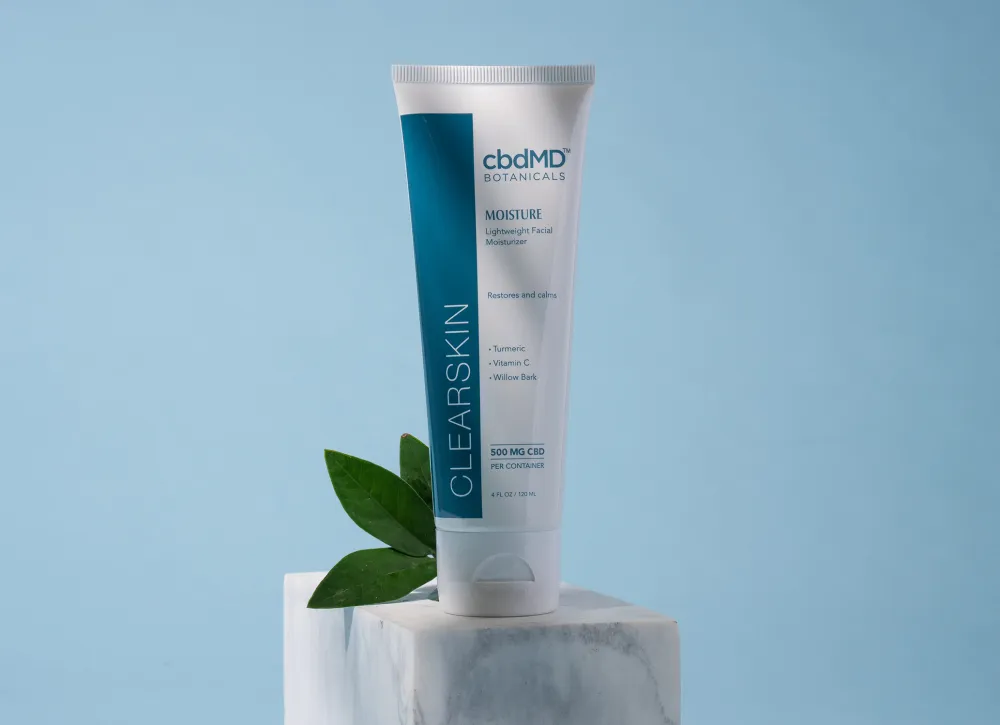 cbdMD™
BOTANICALS
MOISTURE
Lightweight Facial
Moisturizer
Restores and calms
• Turmeric
• Vitamin C
• Willow Bark
500 MG CBD
PER CONTAINER
4 FL OZ / 120 ML
CLEARSKIN